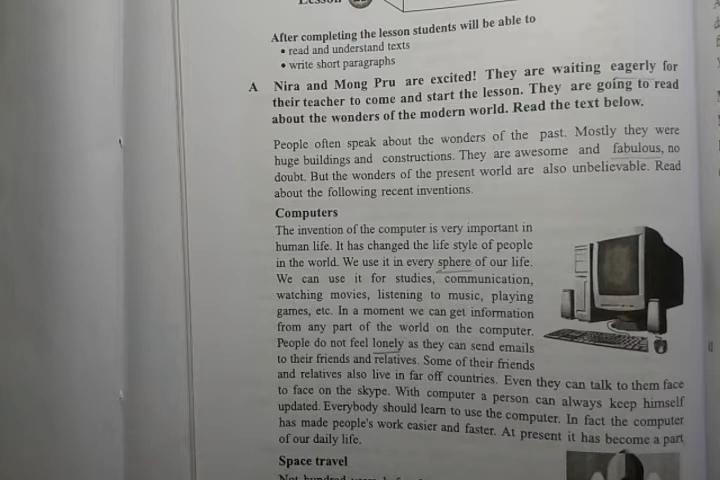 Lesson
After completing the lesson students will be able to
• read and understand texts
• write short paragraphs
A Nira and Mong Pru are excited! They are waiting eagerly for
their teacher to come and start the lesson. They are going to read
about the wonders of the modern world. Read the text below.
People often speak about the wonders of the past. Mostly they were
huge buildings and constructions. They are awesome and fabulous, no
doubt. But the wonders of the present world are also unbelievable. Read
about the following recent inventions.
Computers
The invention of the computer is very important in
human life. It has changed the life style of people
in the world. We use it in every sphere of our life.
We can use it for studies, communication,
watching movies, listening to music, playing
games, etc. In a moment we can get information
from any part of the world on the computer.
People do not feel lonely as they can send emails
to their friends and relatives. Some of their friends
and relatives also live in far off countries. Even they can talk to them face
to face on the skype. With computer a person can always keep himself
updated. Everybody should learn to use the computer. In fact the computer
has made people's work easier and faster. At present it has become a part
of our daily life.
Space travel
Not hundred